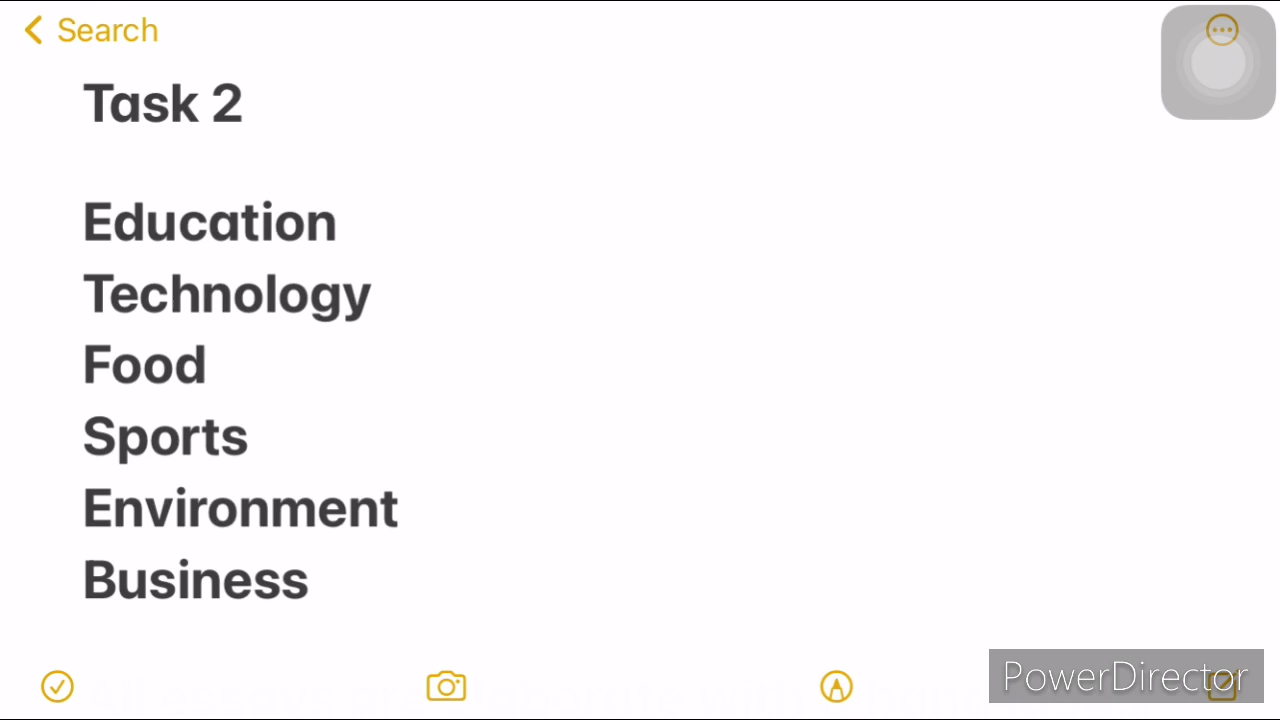 Search
Task 2
Education
Technology
Food
Sports
Environment
Business
PowerDirector